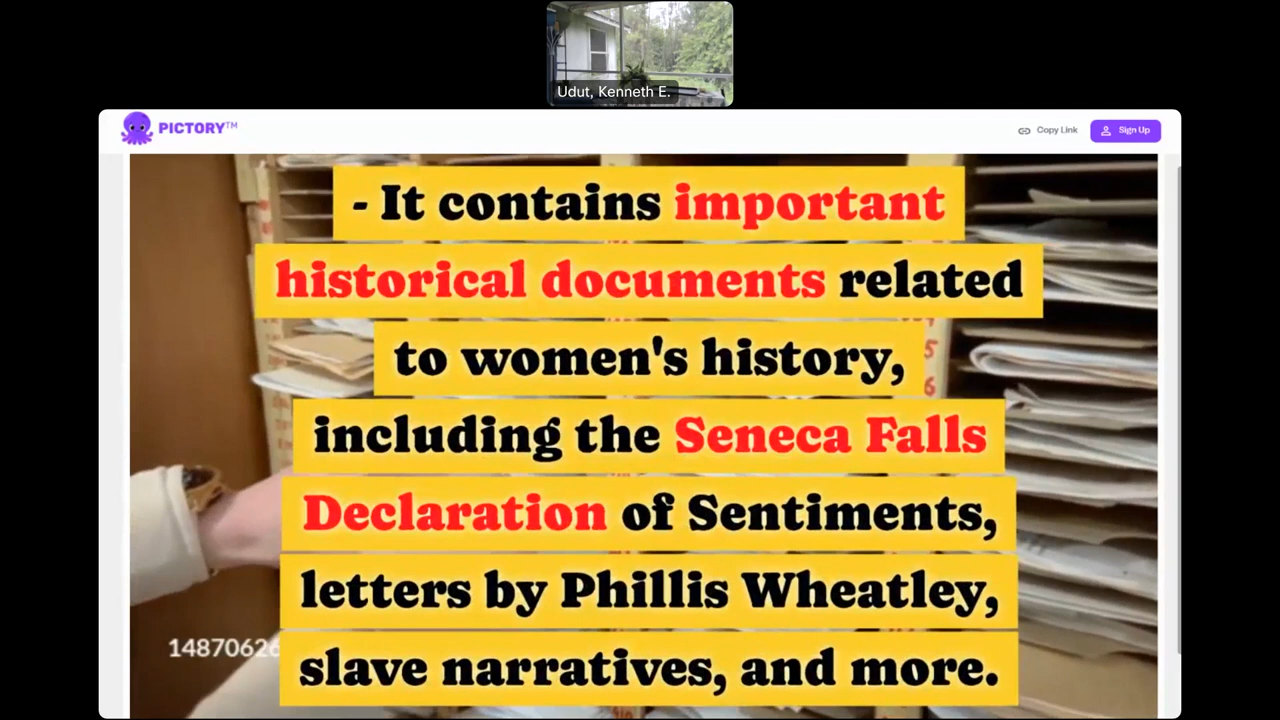 Udut, Kenneth E.
PICTORY™
Copy Link
Sign Up
- It contains important
historical documents related
to women's history,
including the Seneca Falls
Declaration of Sentiments,
letters by Phillis Wheatley,
slave narratives, and more.
14870626